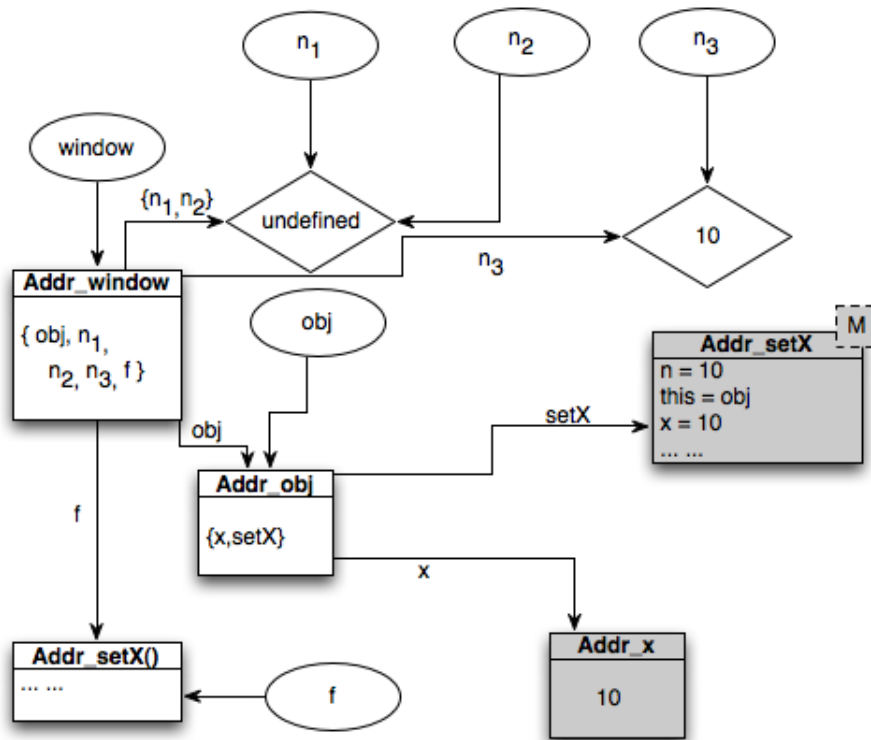 n₁
n₂
n₃
window
{n₁,n₂}
undefined
10
n₃
Addr_window
{ obj, n₁,
n₂, n₃, f }
obj
M
Addr_setX
n = 10
this = obj
x = 10
... ...
setX
obj
Addr_obj
{x,setX}
f
x
Addr_setX()
... ...
f
Addr_x
10